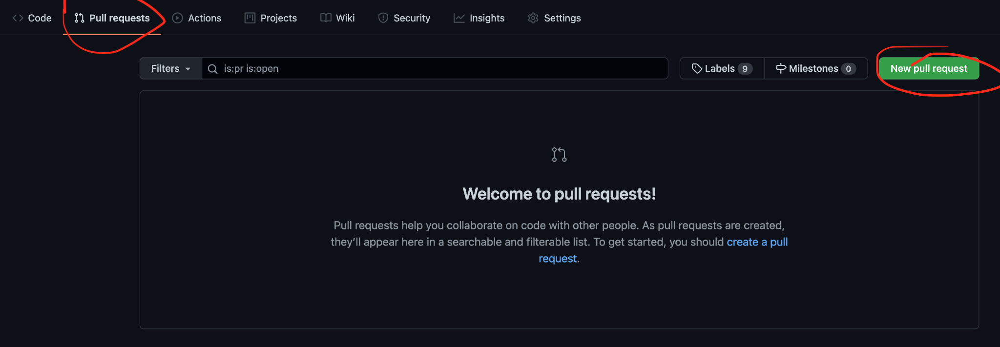 Code Pull requests Actions Projects Wiki Security Insights Settings
Filters is:pr is:open Labels 9 Milestones 0 New pull request
Welcome to pull requests!
Pull requests help you collaborate on code with other people. As pull requests are created,
they’ll appear here in a searchable and filterable list. To get started, you should create a pull
request.